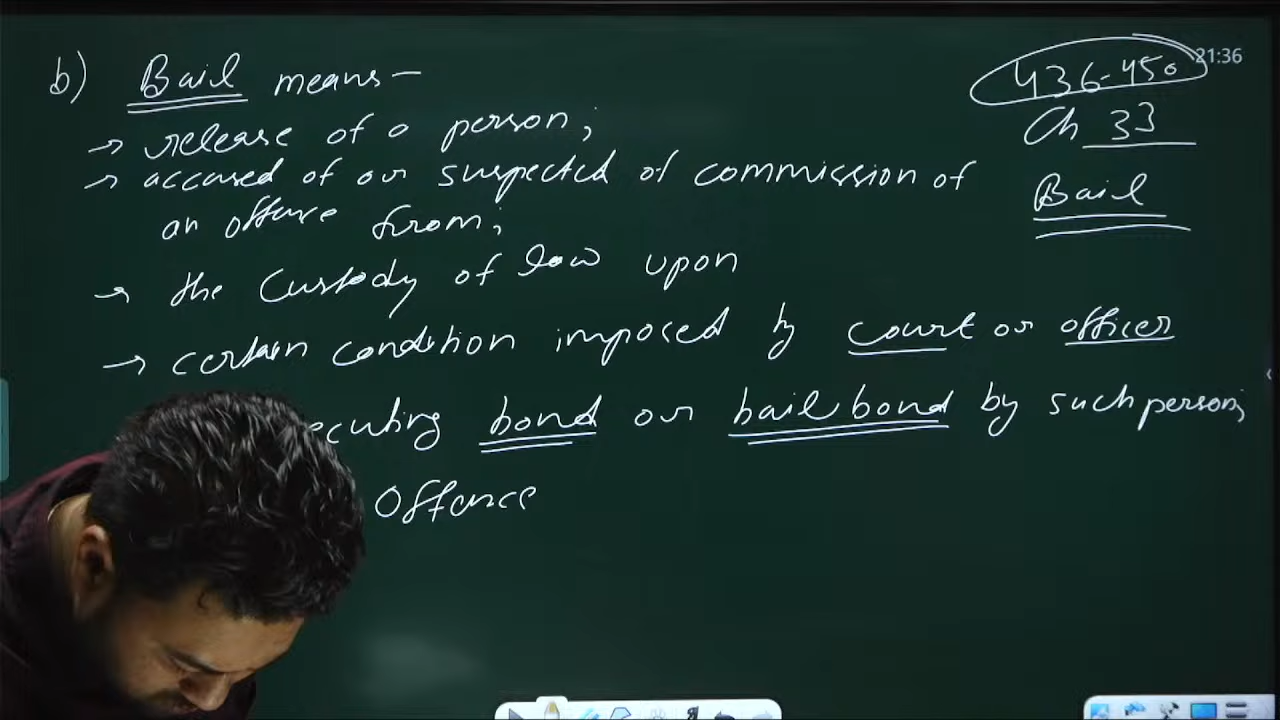 21:36
436-450
Ch 33
Bail
b) Bail means –
→ release of a person;
→ accused of or suspected of commission of
an offence from;
→ the Custody of law upon
→ certain condition imposed by court or officer
bond or bail bond by such person;
Offence